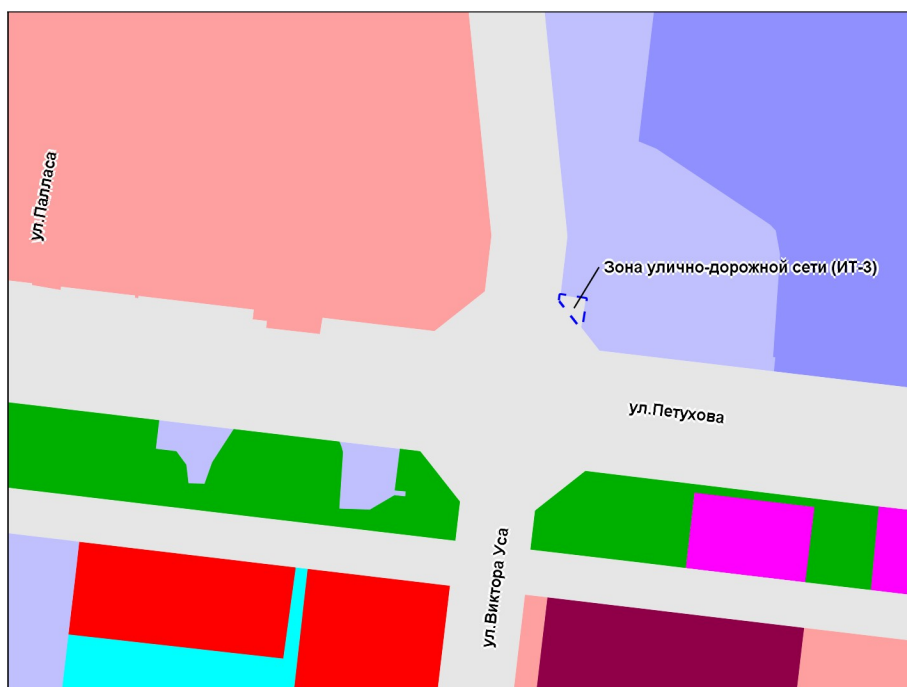 ул.Палласа
Зона улично-дорожной сети (ИТ-3)
ул.Петухова
ул.Виктора Уса